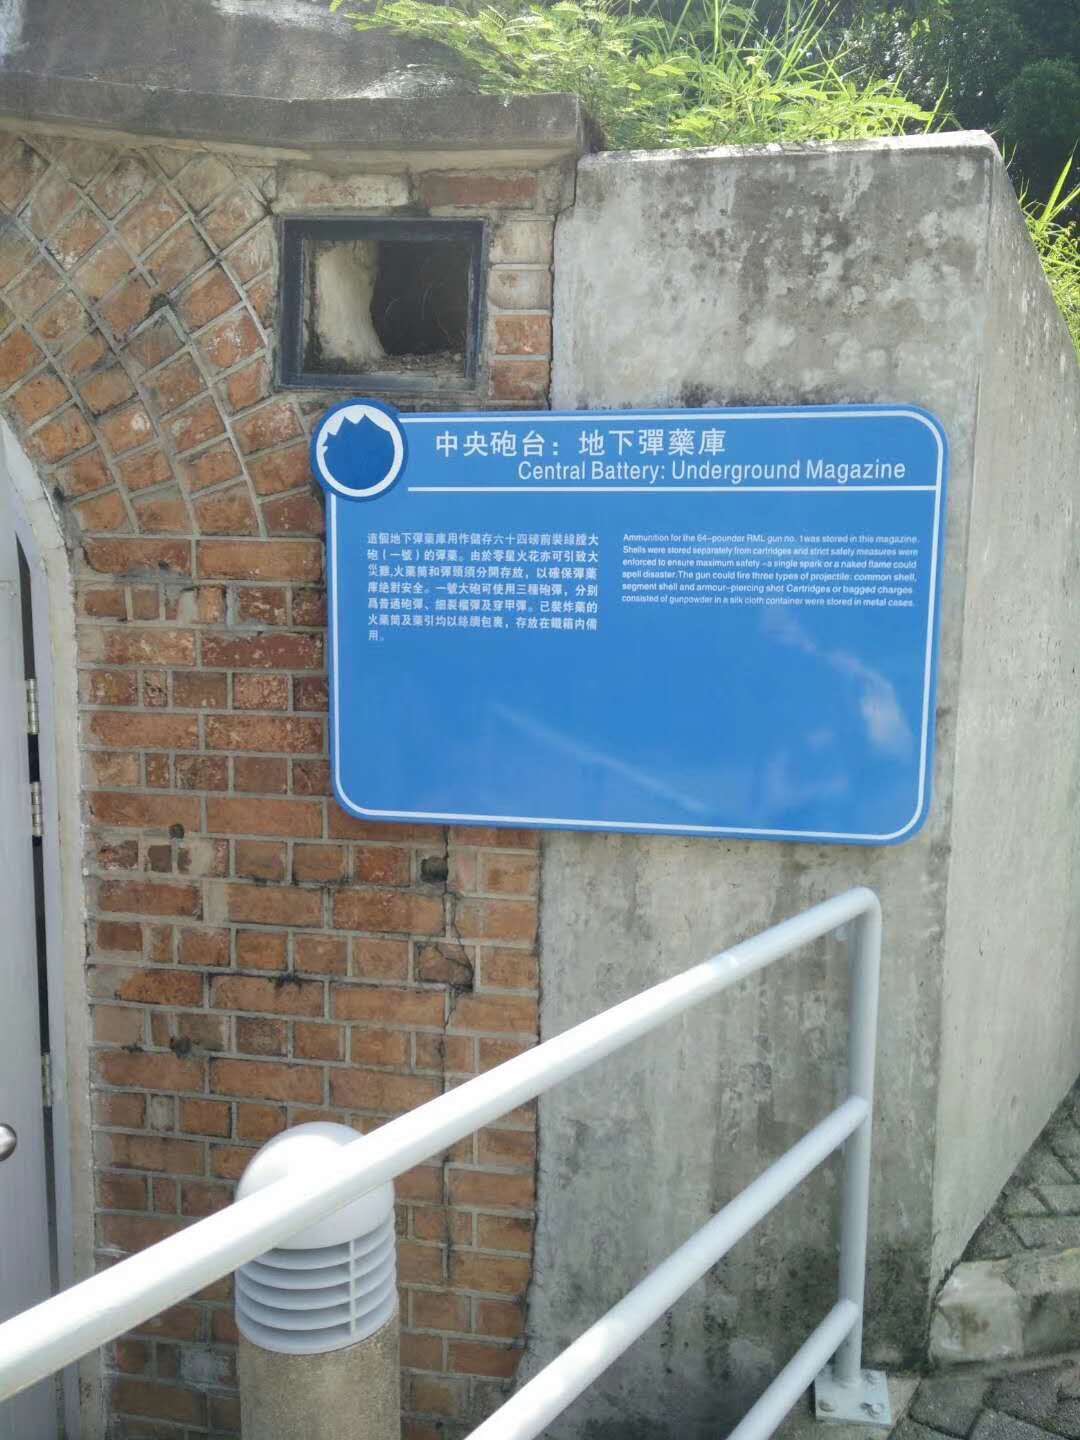 中央砲台：地下彈藥庫
Central Battery: Underground Magazine
這個地下彈藥庫用作儲存六十四磅前裝線膛大
砲（一號）的彈藥。由於零星火花亦可引致大
災難,火藥筒和彈頭須分開存放，以確保彈藥
庫絕對安全。一號大砲可使用三種砲彈，分別
爲普通砲彈、細裂榴彈及穿甲彈。已裝炸藥的
火藥筒及藥引均以絲綢包裹，存放在鐵箱内備
用。
Ammunition for the 64-pounder RML gun no. 1was stored in this magazine.
Shells were stored separately from cartridges and strict safety measures were
enforced to ensure maximum safety -a single spark or a naked flame could
spell disaster.The gun could fire three types of projectile: common shell,
segment shell and armour-piercing shot Cartridges or bagged charges
consisted of gunpowder in a silk cloth container were stored in metal cases.